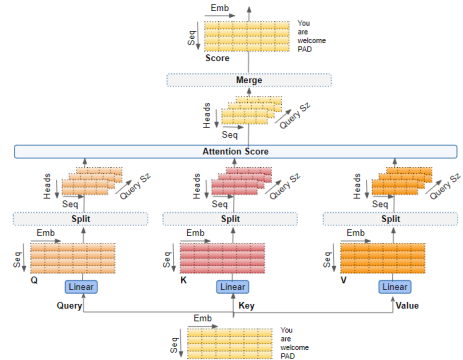 Emb
Seq
You
are
welcome
PAD
Score
Merge
Heads
Seq
Query Sz
Attention Score
Heads
Seq
Query Sz
Heads
Seq
Query Sz
Heads
Seq
Query Sz
Split
Split
Split
Emb
Seq
Q
Linear
Emb
Seq
K
Linear
Emb
Seq
V
Linear
Query
Key
Value
Emb
Seq
You
are
welcome
PAD